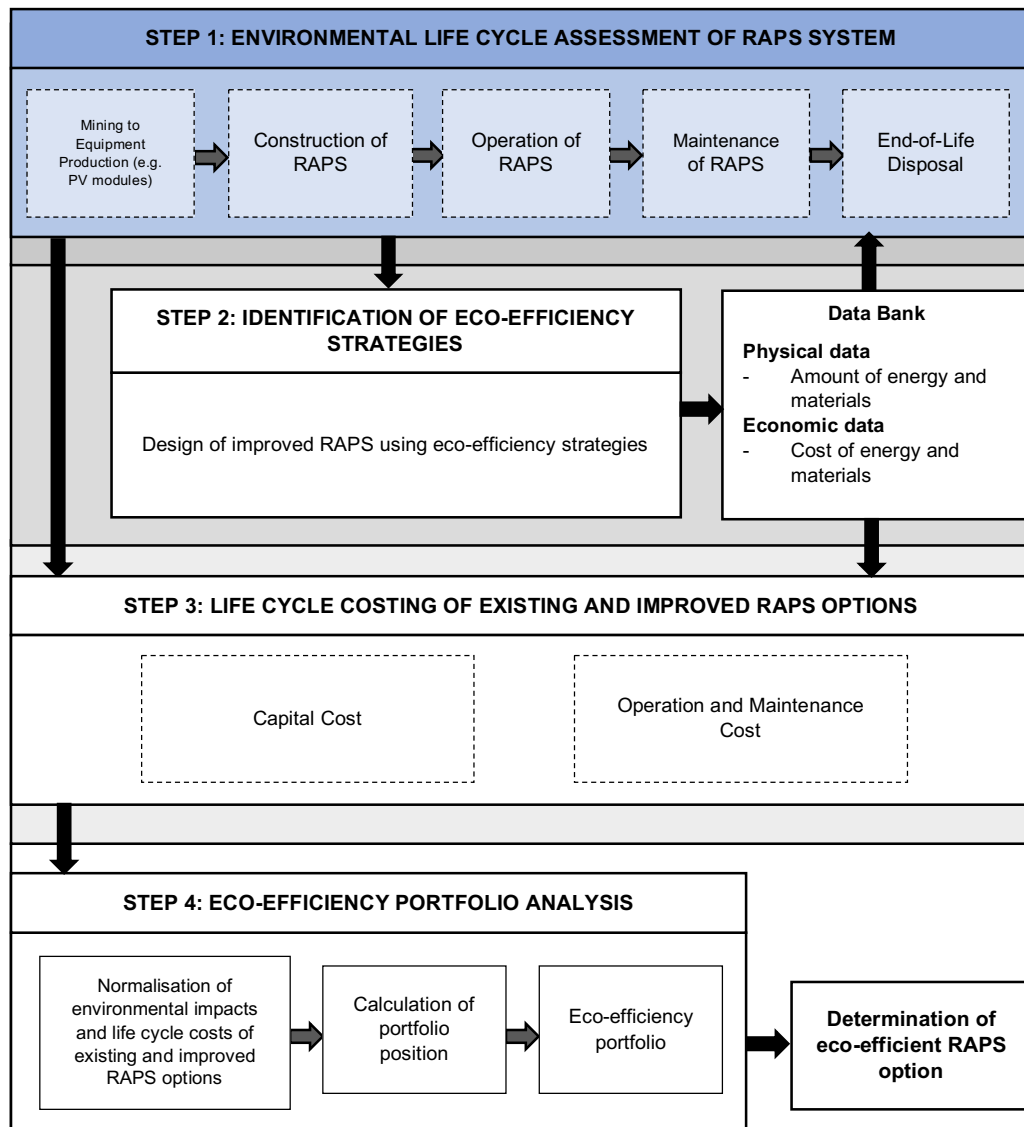 STEP 1: ENVIRONMENTAL LIFE CYCLE ASSESSMENT OF RAPS SYSTEM
Mining to
Equipment
Production (e.g.
PV modules)
Construction of
RAPS
Operation of
RAPS
Maintenance
of RAPS
End-of-Life
Disposal
STEP 2: IDENTIFICATION OF ECO-EFFICIENCY
STRATEGIES
Design of improved RAPS using eco-efficiency strategies
Data Bank
Physical data
- Amount of energy and
materials
Economic data
- Cost of energy and
materials
STEP 3: LIFE CYCLE COSTING OF EXISTING AND IMPROVED RAPS OPTIONS
Capital Cost
Operation and Maintenance
Cost
STEP 4: ECO-EFFICIENCY PORTFOLIO ANALYSIS
Normalisation of
environmental impacts
and life cycle costs of
existing and improved
RAPS options
Calculation of
portfolio
position
Eco-efficiency
portfolio
Determination of
eco-efficient RAPS
option